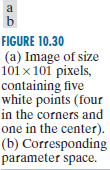 a
b
FIGURE 10.30
(a) Image of size
101 × 101 pixels,
containing five
white points (four
in the corners and
one in the center).
(b) Corresponding
parameter space.